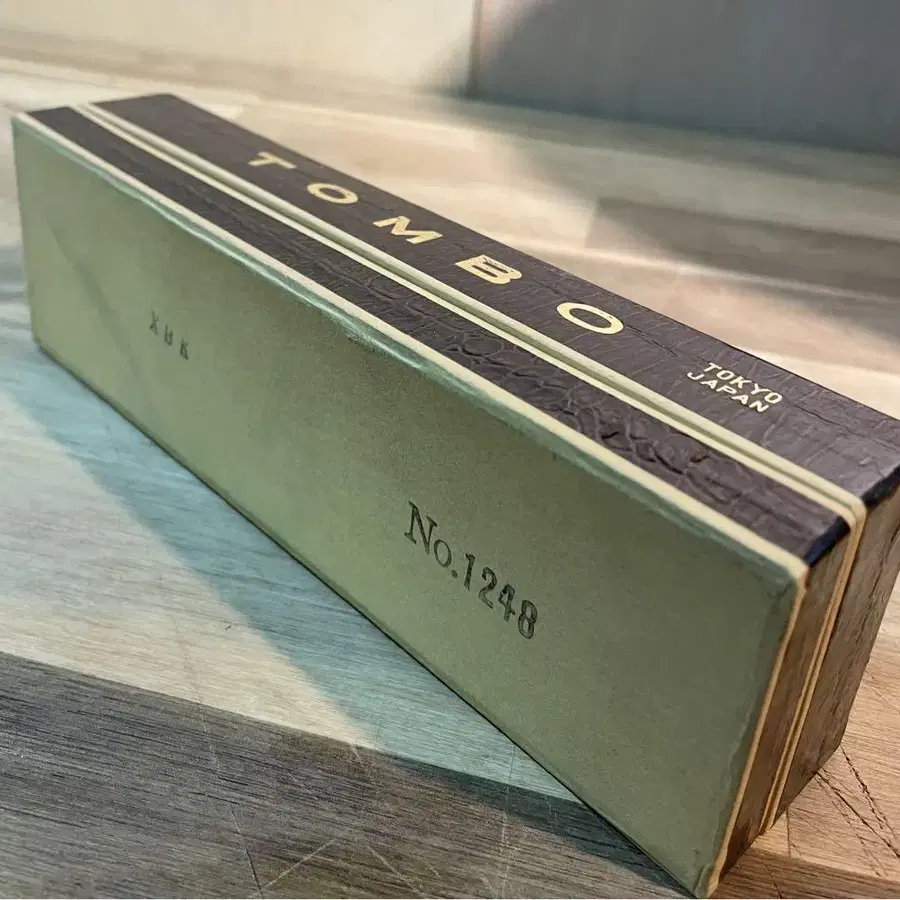 TOMBO
TOKYO
JAPAN
X B K
No.1248